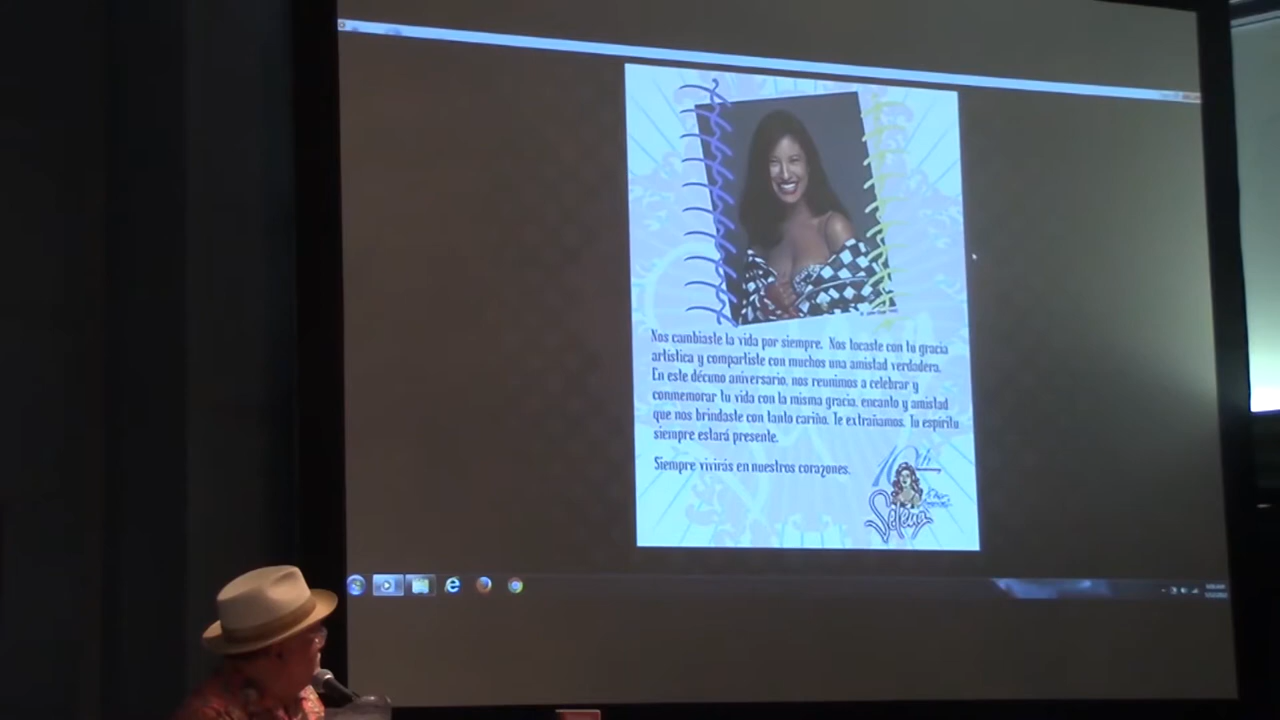 Nos cambiaste la vida por siempre. Nos tocaste con tu gracia
artística y compartiste con muchos una amistad verdadera.
En este décimo aniversario, nos reunimos a celebrar y
conmemorar tu vida con la misma gracia, encanto y amistad
que nos brindaste con tanto cariño. Te extrañamos. Tu espíritu
siempre estará presente.
Siempre vivirás en nuestros corazones.
10th
Selena